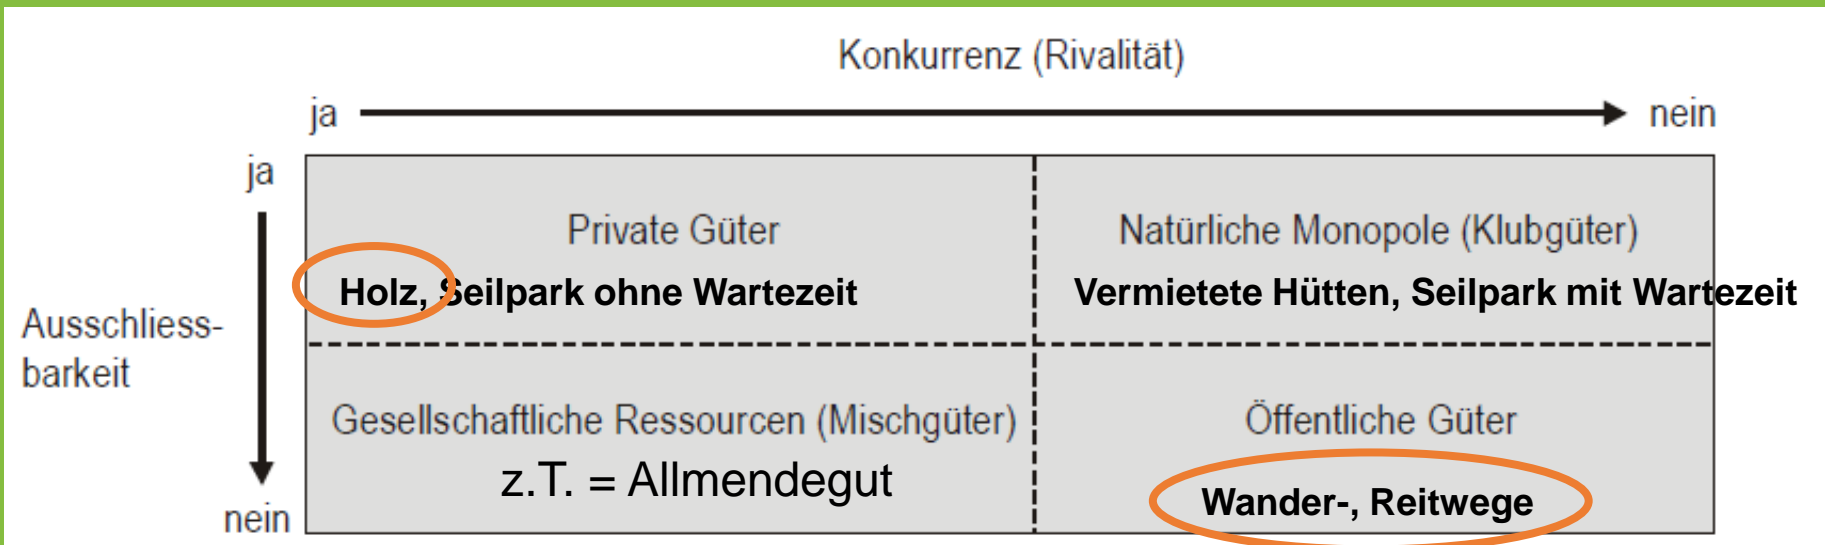 Konkurrenz (Rivalität)
ja nein
ja
Private Güter Natürliche Monopole (Klubgüter)
Holz, Seilpark ohne Wartezeit Vermietete Hütten, Seilpark mit Wartezeit
Ausschliess-
barkeit
Gesellschaftliche Ressourcen (Mischgüter) Öffentliche Güter
z.T. = Allmendegut Wander-, Reitwege
nein